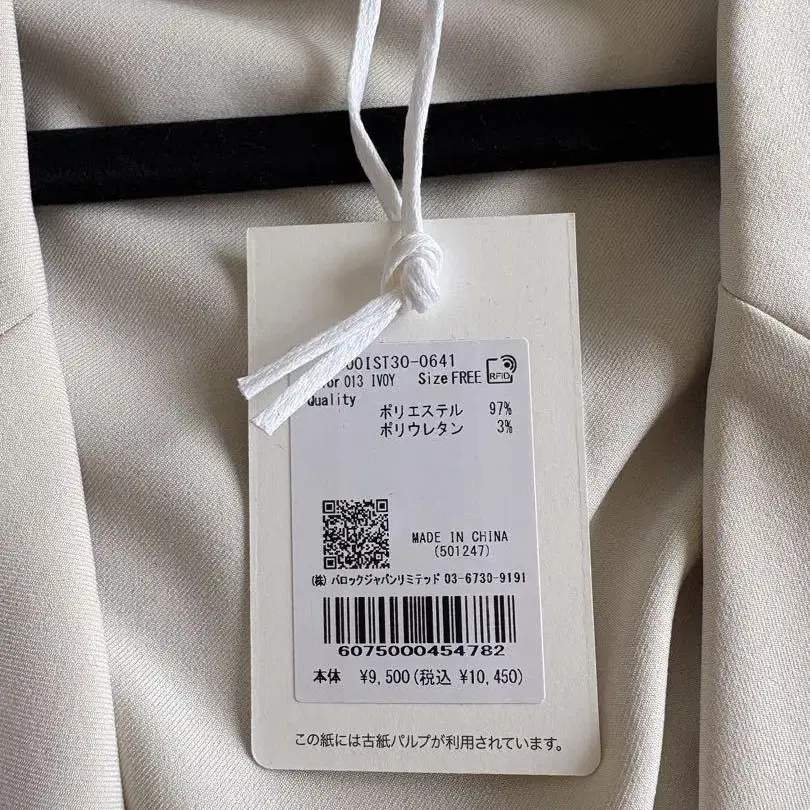 00IST30-0641
013 IVOY Size FREE RFID
Quality
ポリエステル 97%
ポリウレタン 3%
MADE IN CHINA
(501247)
(株) バロックジャパンリミテッド 03-6730-9191
6075000454782
本体 ¥9,500(税込 ¥10,450)
この紙には古紙パルプが利用されています。